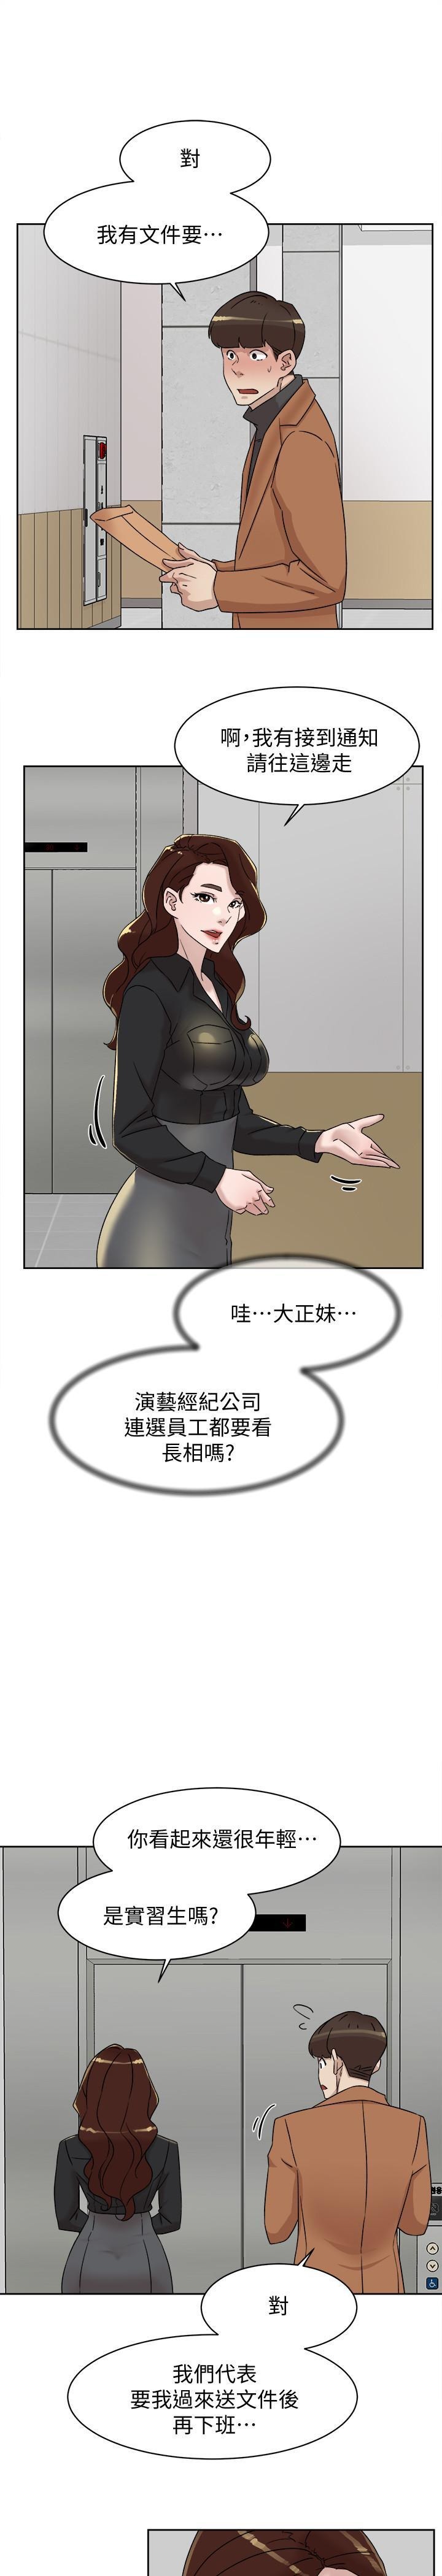 對
我有文件要…
啊,我有接到通知
請往這邊走
哇…大正妹…
演藝經紀公司
連選員工都要看
長相嗎?
你看起來還很年輕…
是實習生嗎?
對
我們代表
要我過來送文件後
再下班…